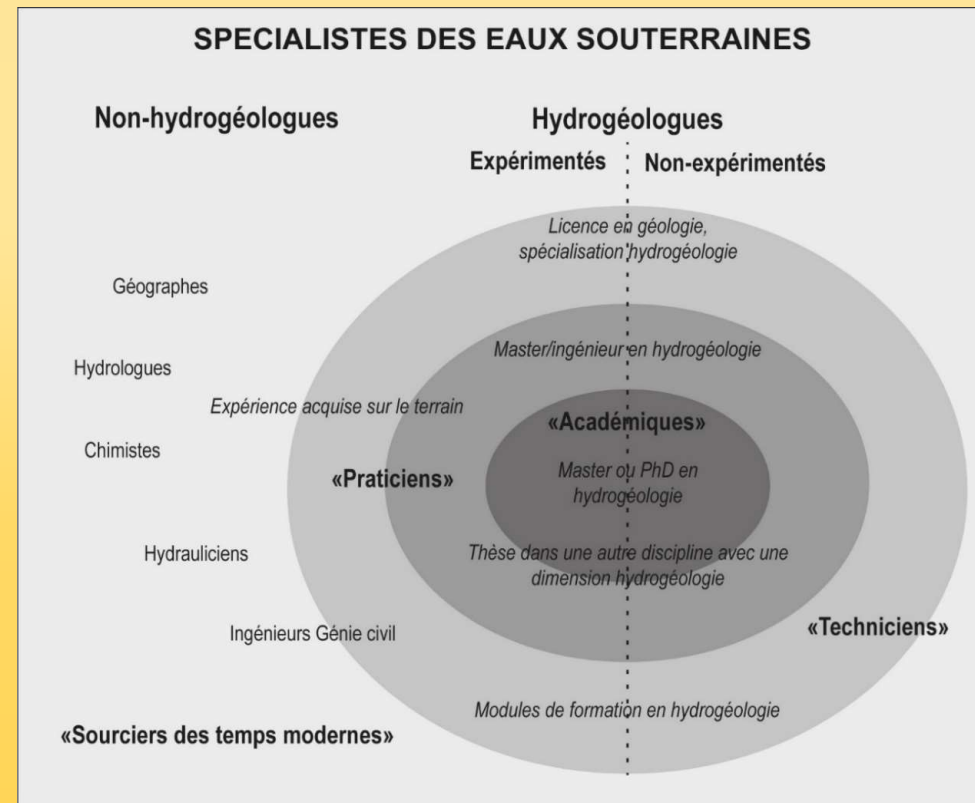 SPECIALISTES DES EAUX SOUTERRAINES
Non-hydrogéologues
Hydrogéologues
Expérimentés
Non-expérimentés
Licence en géologie,
spécialisation hydrogéologie
Géographes
Master/ingénieur en hydrogéologie
Hydrologues
Expérience acquise sur le terrain
«Académiques»
Chimistes
«Praticiens»
Master ou PhD en
hydrogéologie
Hydrauliciens
Thèse dans une autre discipline avec une
dimension hydrogéologie
Ingénieurs Génie civil
«Techniciens»
Modules de formation en hydrogéologie
«Sourciers des temps modernes»